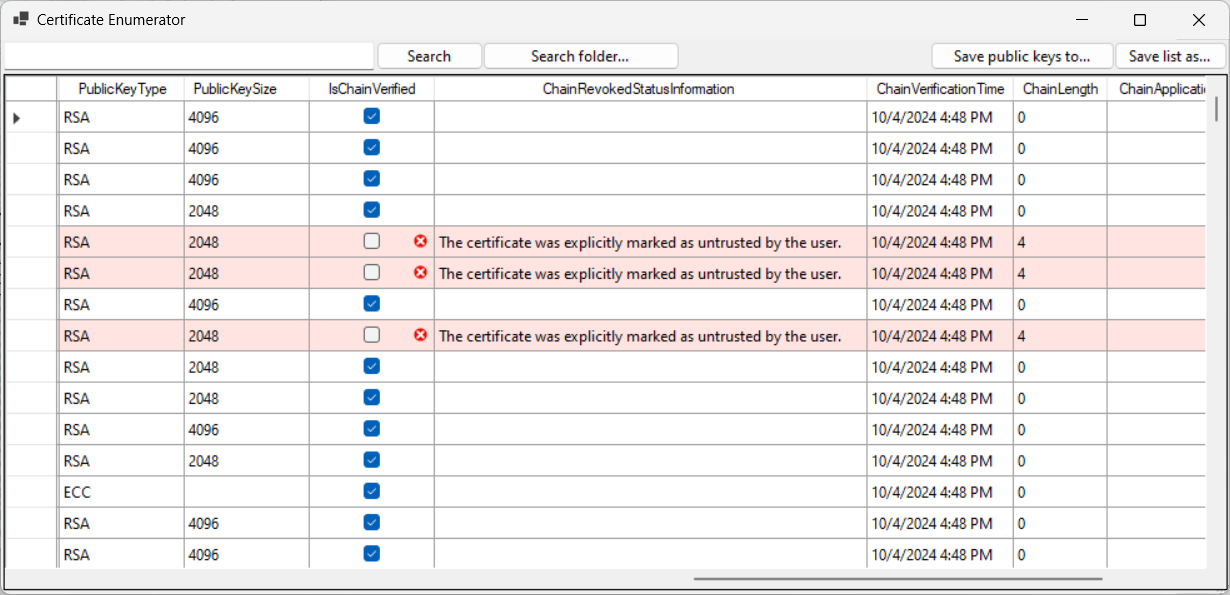 Certificate Enumerator
Search Search folder... Save public keys to... Save list as...
PublicKeyType PublicKeySize IsChainVerified ChainRevokedStatusInformation ChainVerificationTime ChainLength ChainApplicatio
RSA 4096 10/4/2024 4:48 PM 0
RSA 4096 10/4/2024 4:48 PM 0
RSA 4096 10/4/2024 4:48 PM 0
RSA 2048 10/4/2024 4:48 PM 0
RSA 2048 The certificate was explicitly marked as untrusted by the user. 10/4/2024 4:48 PM 4
RSA 2048 The certificate was explicitly marked as untrusted by the user. 10/4/2024 4:48 PM 4
RSA 4096 10/4/2024 4:48 PM 0
RSA 2048 The certificate was explicitly marked as untrusted by the user. 10/4/2024 4:48 PM 4
RSA 2048 10/4/2024 4:48 PM 0
RSA 2048 10/4/2024 4:48 PM 0
RSA 4096 10/4/2024 4:48 PM 0
RSA 2048 10/4/2024 4:48 PM 0
ECC 10/4/2024 4:48 PM 0
RSA 4096 10/4/2024 4:48 PM 0
RSA 4096 10/4/2024 4:48 PM 0